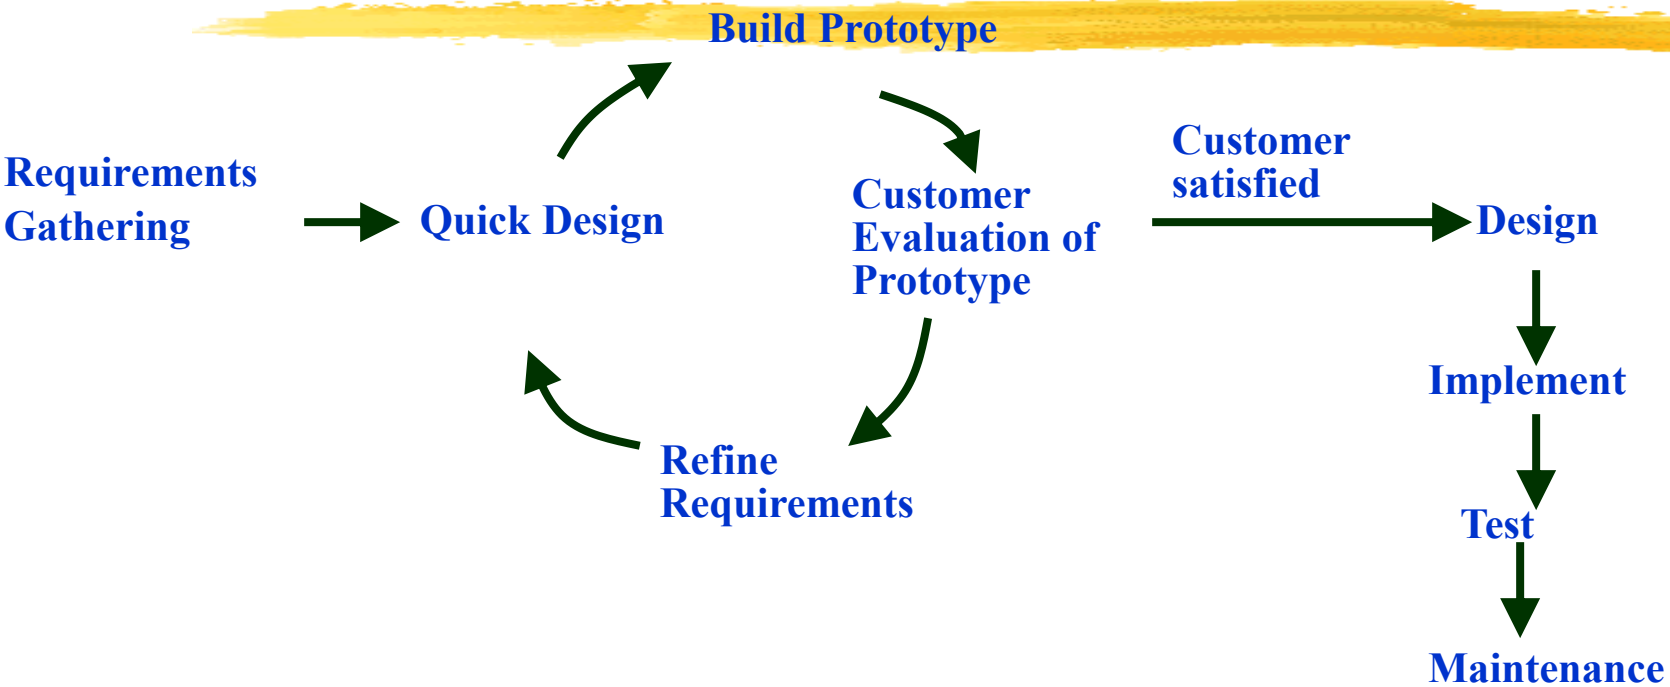 Build Prototype
Requirements
Gathering
Quick Design
Customer
Evaluation of
Prototype
Customer
satisfied
Design
Refine
Requirements
Implement
Test
Maintenance